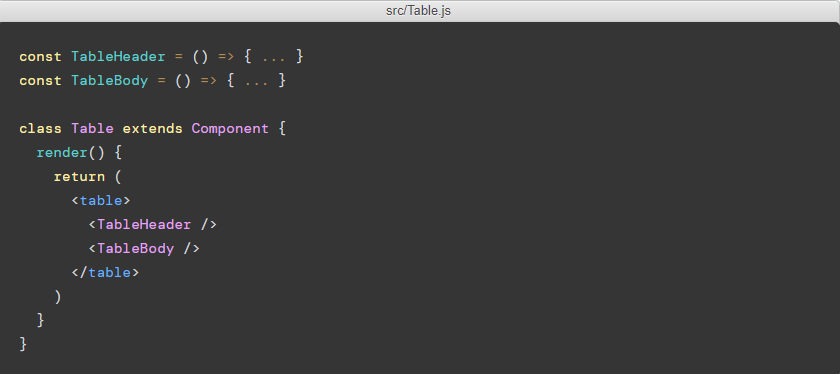 src/Table.js
const TableHeader = () => { ... }
const TableBody = () => { ... }
class Table extends Component {
render() {
return (
<table>
<TableHeader />
<TableBody />
</table>
)
}
}